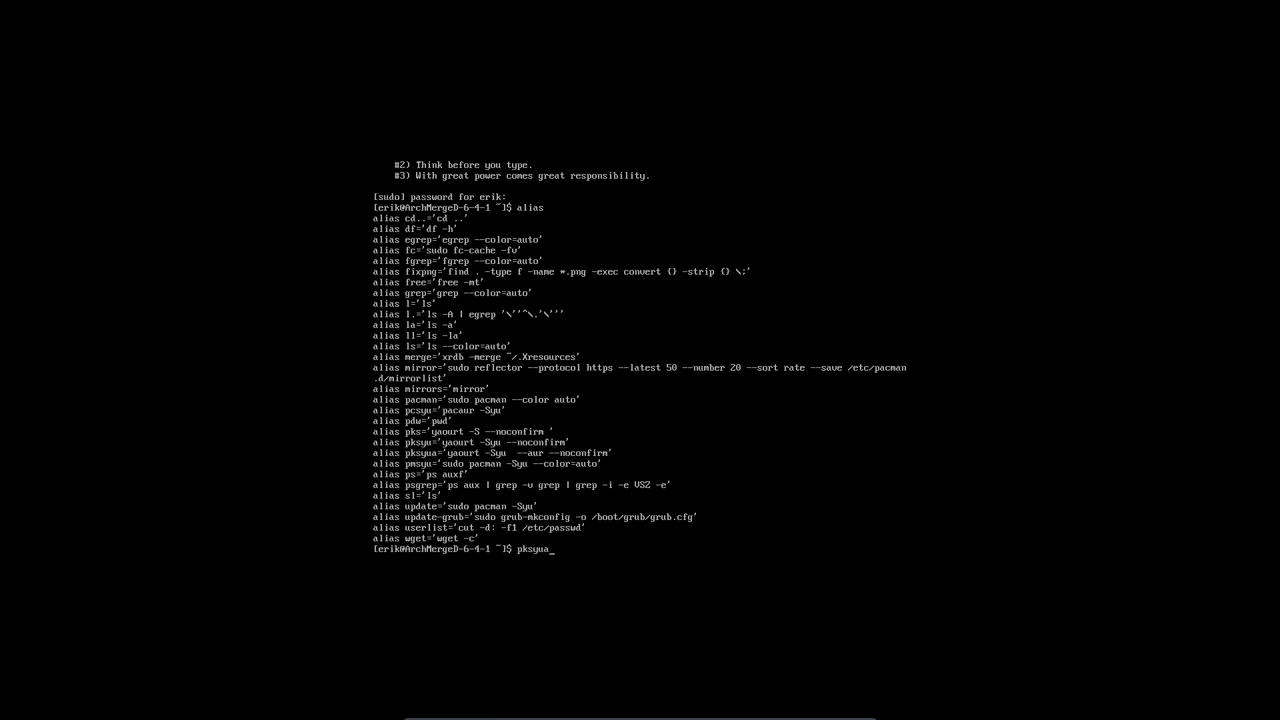 #2) Think before you type.
#3) With great power comes great responsibility.
[sudo] password for erik:
[erik@ArchMergeD-6-4-1 ~]$ alias
alias cd..='cd ..'
alias df='df -h'
alias egrep='egrep --color=auto'
alias fc='sudo fc-cache -fv'
alias fgrep='fgrep --color=auto'
alias fixpng='find . -type f -name *.png -exec convert {} -strip {} \;'
alias free='free -mt'
alias grep='grep --color=auto'
alias l='ls'
alias l.='ls -A | egrep '\''^\.'\'''
alias la='ls -a'
alias ll='ls -la'
alias ls='ls --color=auto'
alias merge='xrdb -merge ~/.Xresources'
alias mirror='sudo reflector --protocol https --latest 50 --number 20 --sort rate --save /etc/pacman
.d/mirrorlist'
alias mirrors='mirror'
alias pacman='sudo pacman --color auto'
alias pcsyu='pacaur -Syu'
alias pdw='pwd'
alias pks='yaourt -S --noconfirm '
alias pksyu='yaourt -Syu --noconfirm'
alias pksyua='yaourt -Syu  --aur --noconfirm'
alias pmsyu='sudo pacman -Syu --color=auto'
alias ps='ps auxf'
alias psgrep='ps aux | grep -v grep | grep -i -e VSZ -e'
alias sl='ls'
alias update='sudo pacman -Syu'
alias update-grub='sudo grub-mkconfig -o /boot/grub/grub.cfg'
alias userlist='cut -d: -f1 /etc/passwd'
alias wget='wget -c'
[erik@ArchMergeD-6-4-1 ~]$ pksyua_